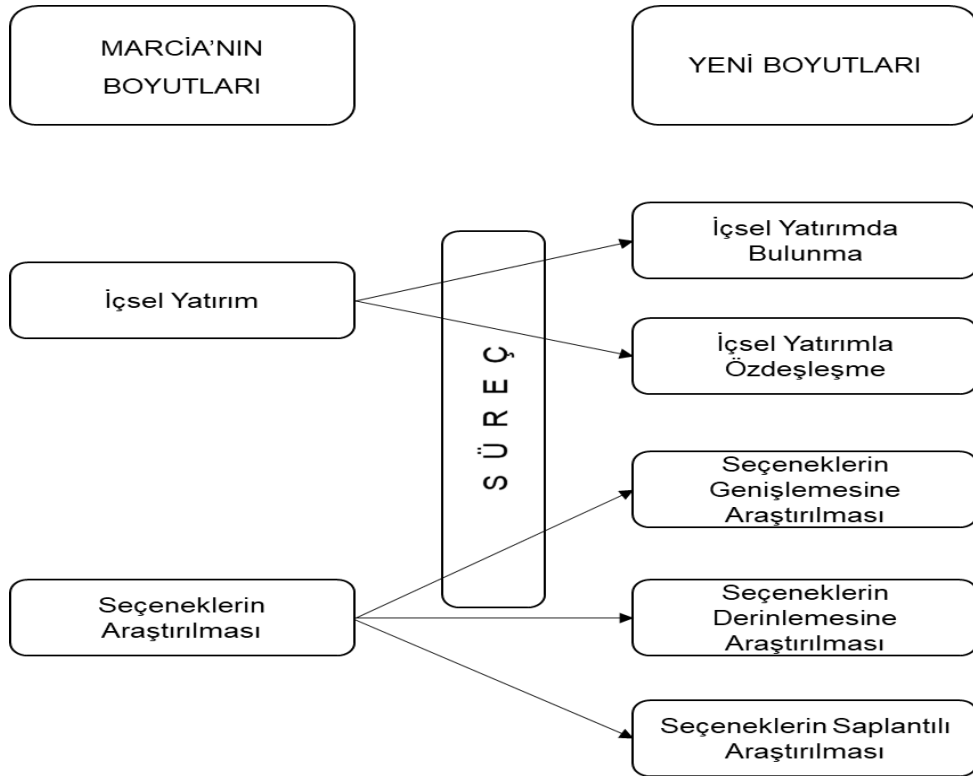 MARCİA'NIN
BOYUTLARI
YENİ BOYUTLARI
İçsel Yatırım
SÜREÇ
İçsel Yatırımda
Bulunma
İçsel Yatırımla
Özdeşleşme
Seçeneklerin
Genişlemesine
Araştırılması
Seçeneklerin
Araştırılması
Seçeneklerin
Derinlemesine
Araştırılması
Seçeneklerin Saplantılı
Araştırılması